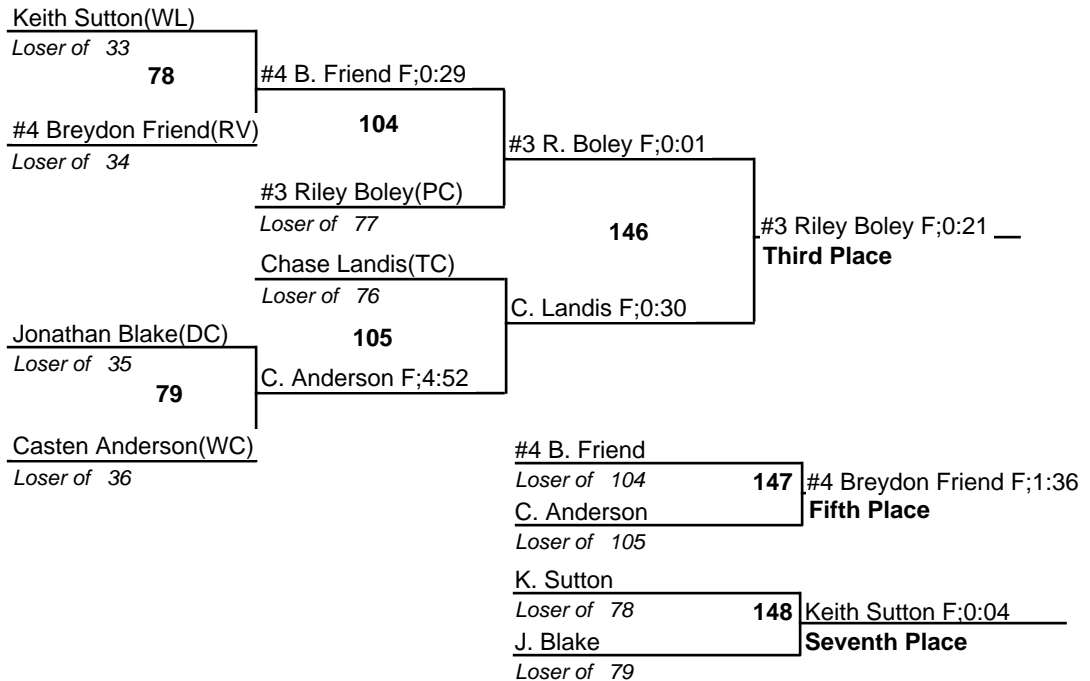 Keith Sutton(WL)
Loser of 33
78
#4 B. Friend F;0:29
#4 Breydon Friend(RV)
Loser of 34
104
#3 R. Boley F;0:01
#3 Riley Boley(PC)
Loser of 77
146
#3 Riley Boley F;0:21
Third Place
Chase Landis(TC)
Loser of 76
C. Landis F;0:30
Jonathan Blake(DC)
Loser of 35
105
79
C. Anderson F;4:52
Casten Anderson(WC)
Loser of 36
#4 B. Friend
Loser of 104
147
#4 Breydon Friend F;1:36
Fifth Place
C. Anderson
Loser of 105
K. Sutton
Loser of 78
148
Keith Sutton F;0:04
Seventh Place
J. Blake
Loser of 79